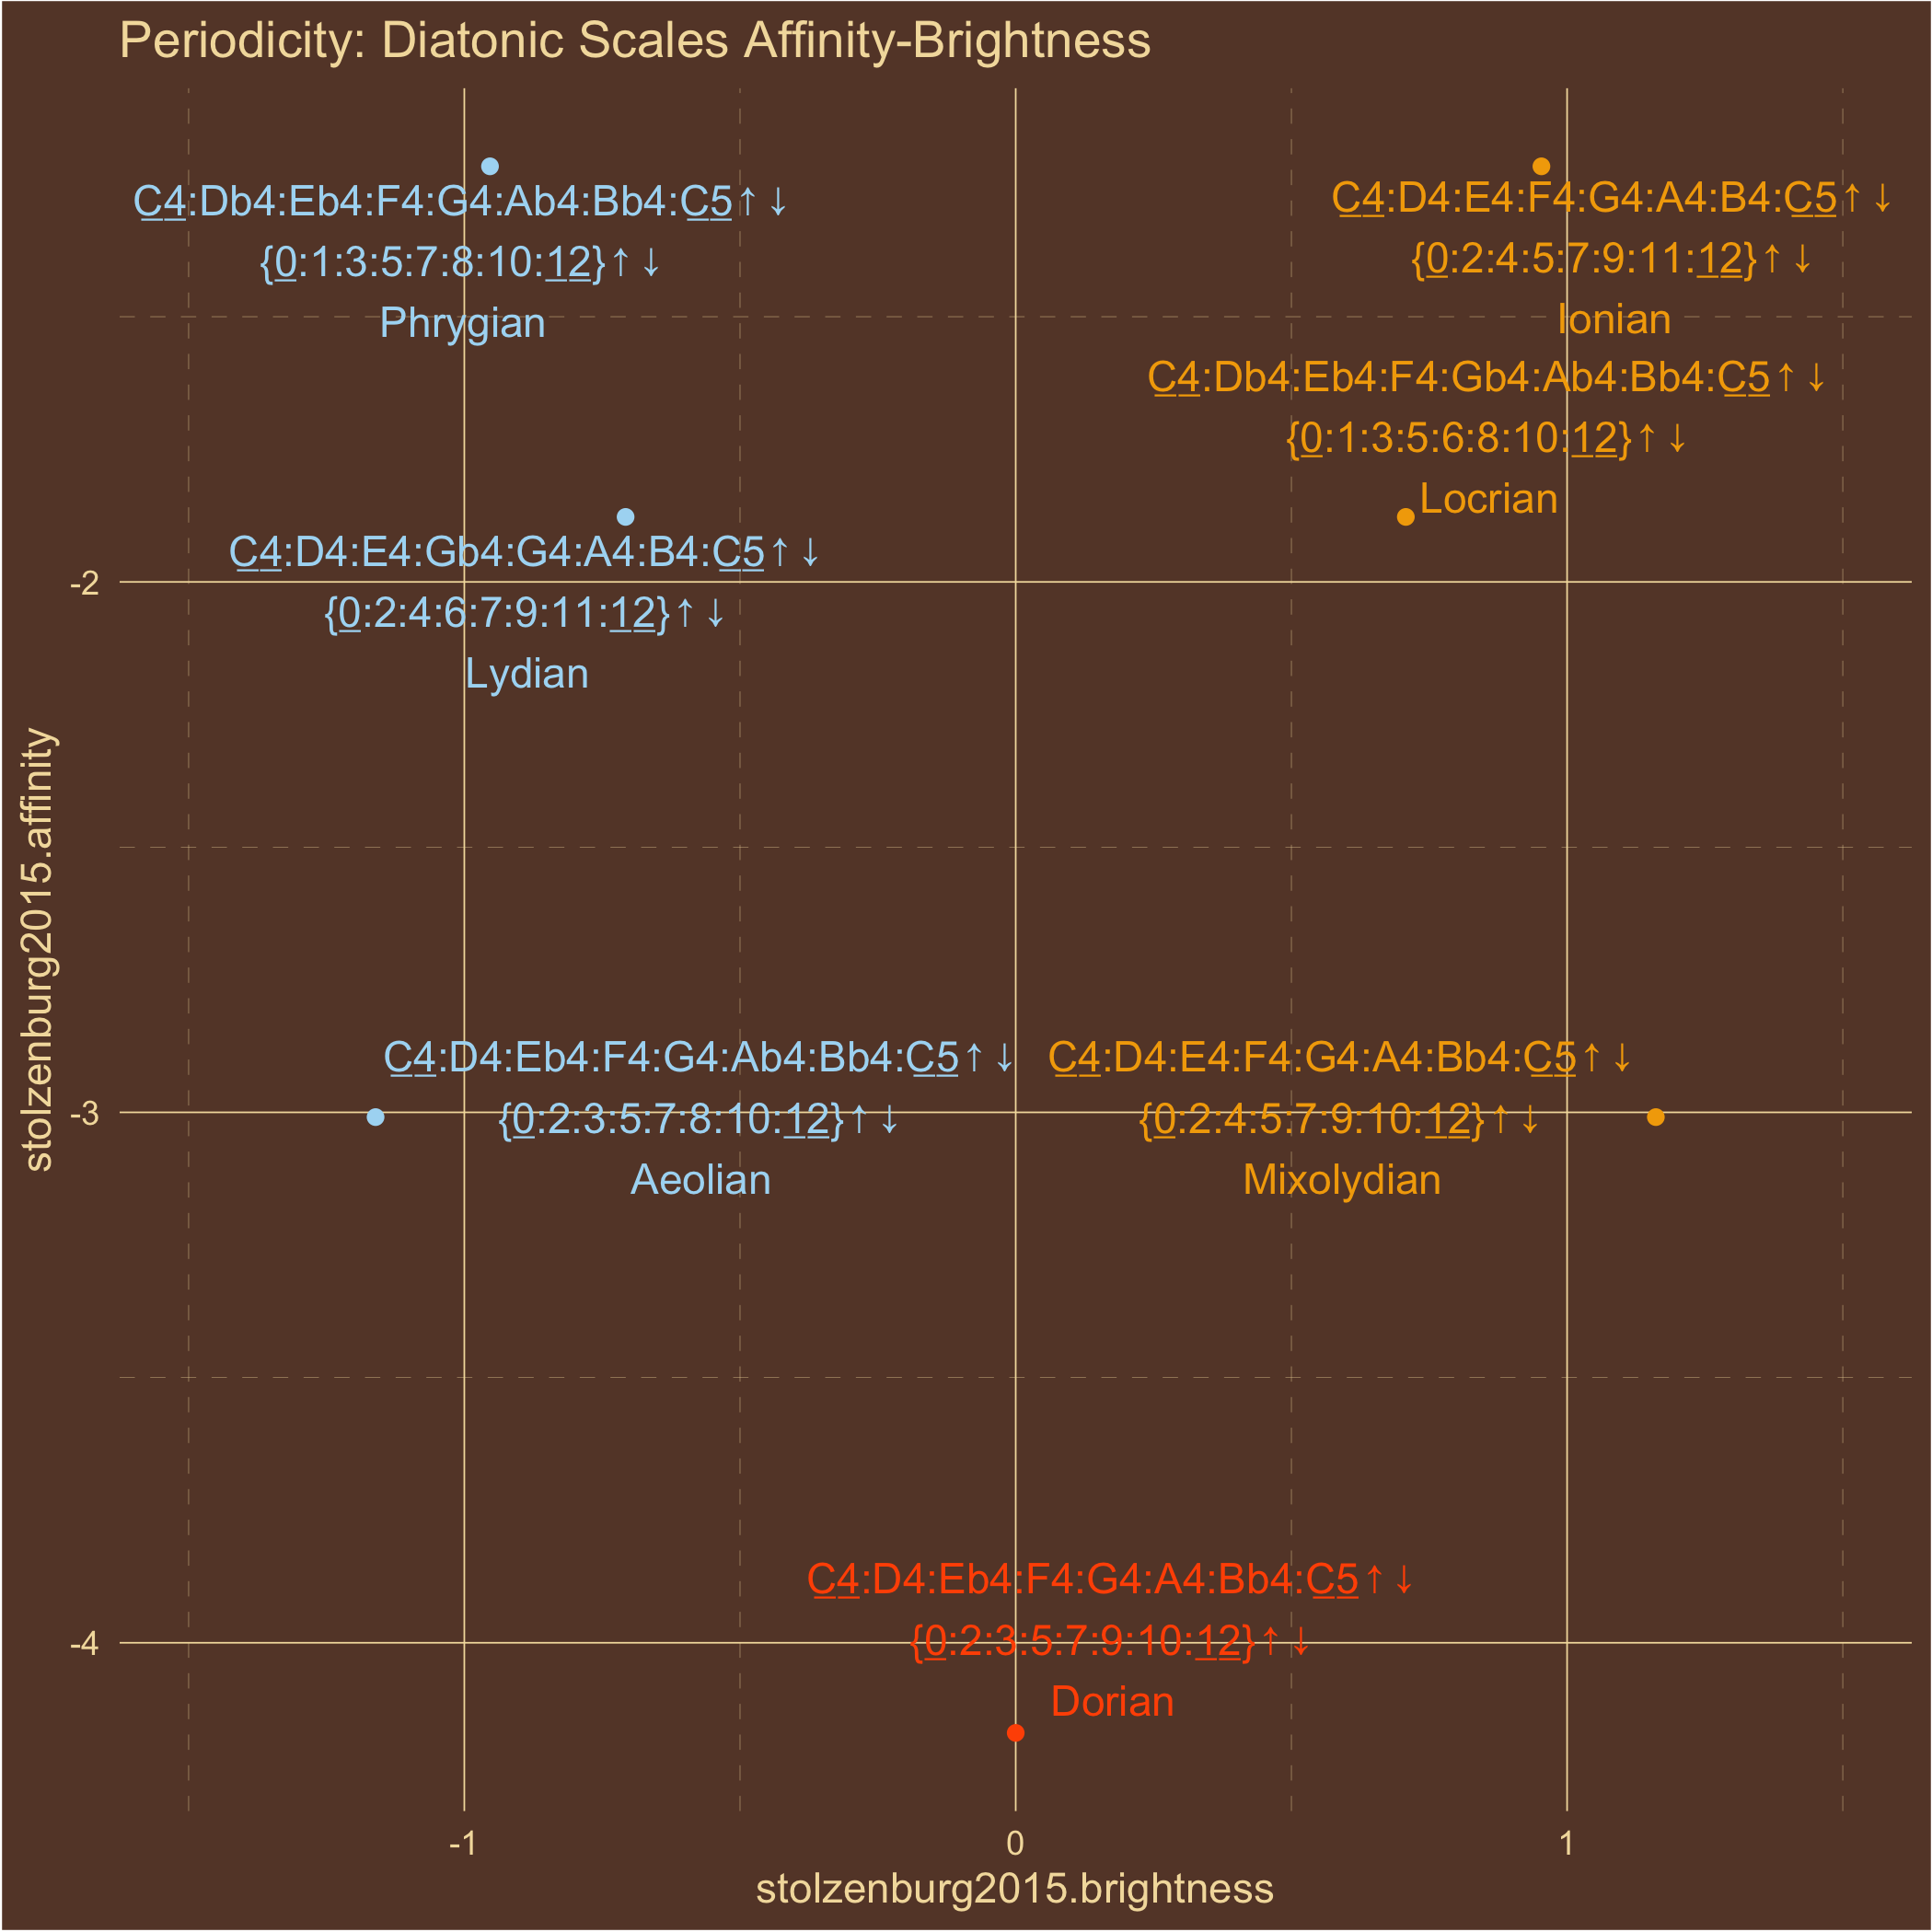 Periodicity: Diatonic Scales Affinity-Brightness
C4:Db4:Eb4:F4:G4:Ab4:Bb4:C5↑↓
{0:1:3:5:7:8:10:12}↑↓
Phrygian
C4:D4:E4:F4:G4:A4:B4:C5↑↓
{0:2:4:5:7:9:11:12}↑↓
Ionian
C4:Db4:Eb4:F4:Gb4:Ab4:Bb4:C5↑↓
{0:1:3:5:6:8:10:12}↑↓
Locrian
C4:D4:E4:Gb4:G4:A4:B4:C5↑↓
{0:2:4:6:7:9:11:12}↑↓
Lydian
C4:D4:Eb4:F4:G4:Ab4:Bb4:C5↑↓
{0:2:3:5:7:8:10:12}↑↓
Aeolian
C4:D4:E4:F4:G4:A4:Bb4:C5↑↓
{0:2:4:5:7:9:10:12}↑↓
Mixolydian
C4:D4:Eb4:F4:G4:A4:Bb4:C5↑↓
{0:2:3:5:7:9:10:12}↑↓
Dorian
-2
-3
-4
stolzenburg2015.affinity
-1
0
1
stolzenburg2015.brightness